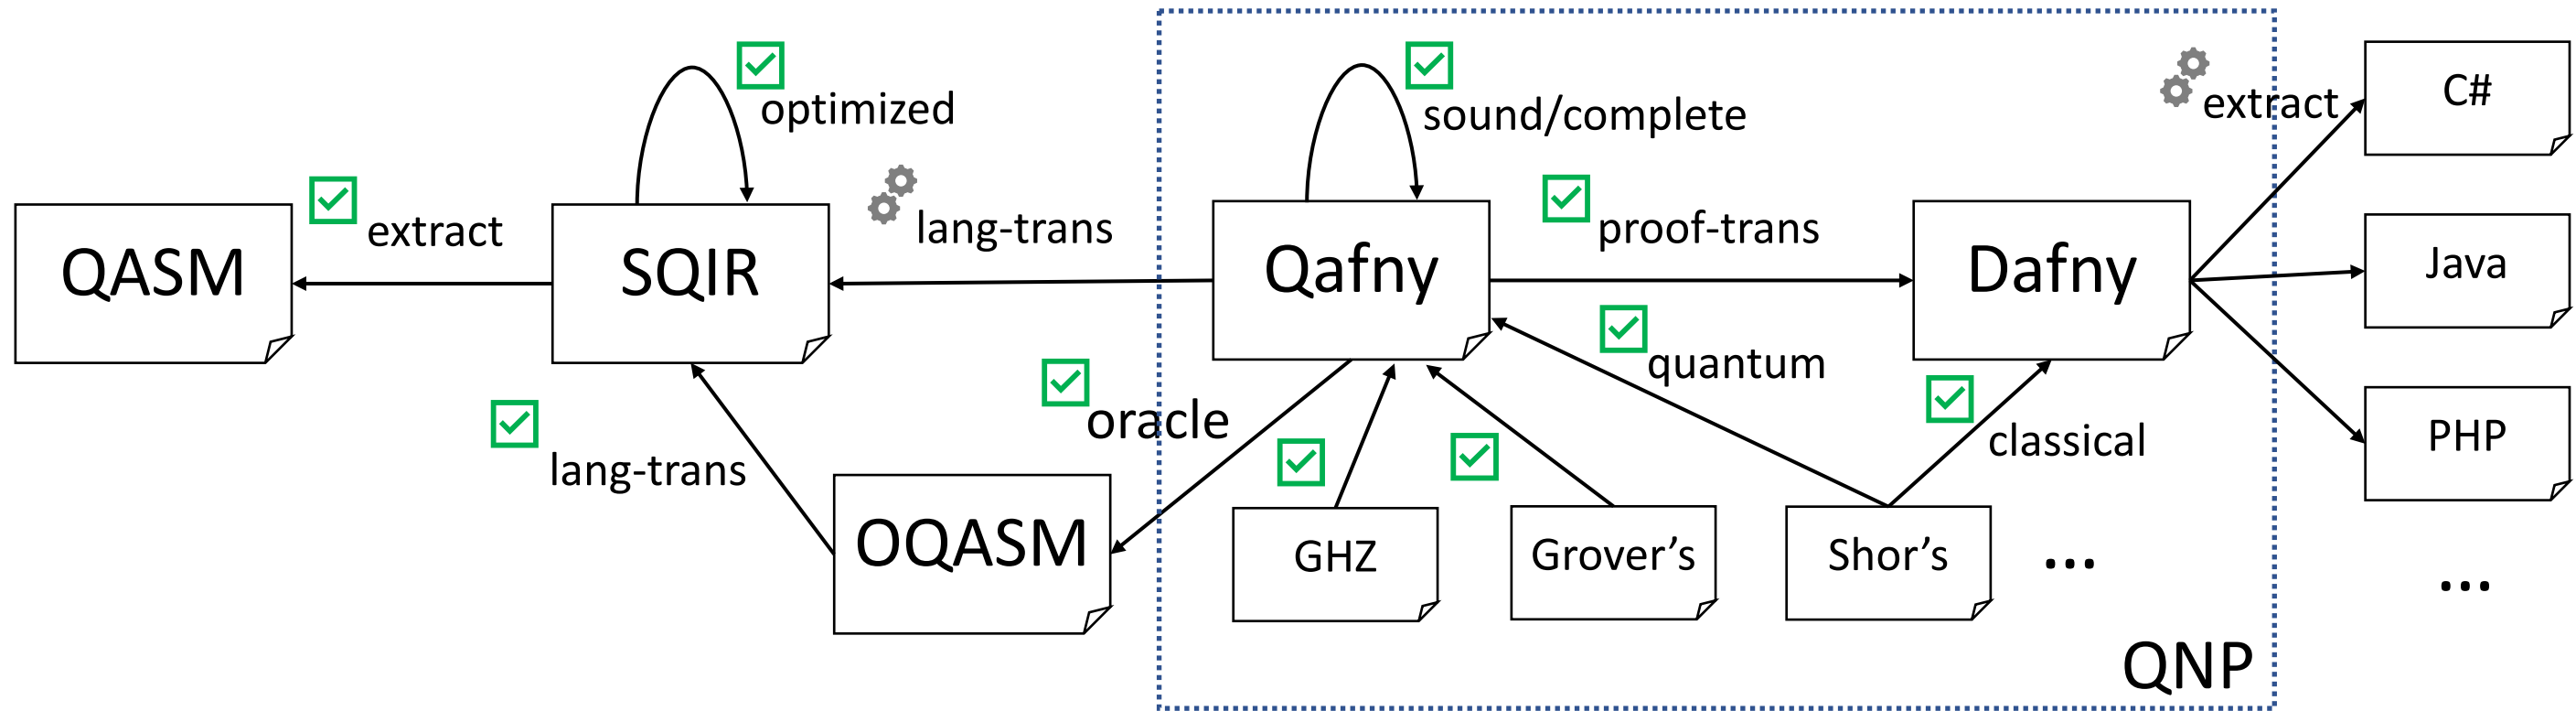 optimized
sound/complete
extract
C#
extract
lang-trans
proof-trans
QASM
SQIR
Qafny
Dafny
Java
quantum
oracle
classical
PHP
lang-trans
OQASM
GHZ
Grover’s
Shor’s
...
...
QNP